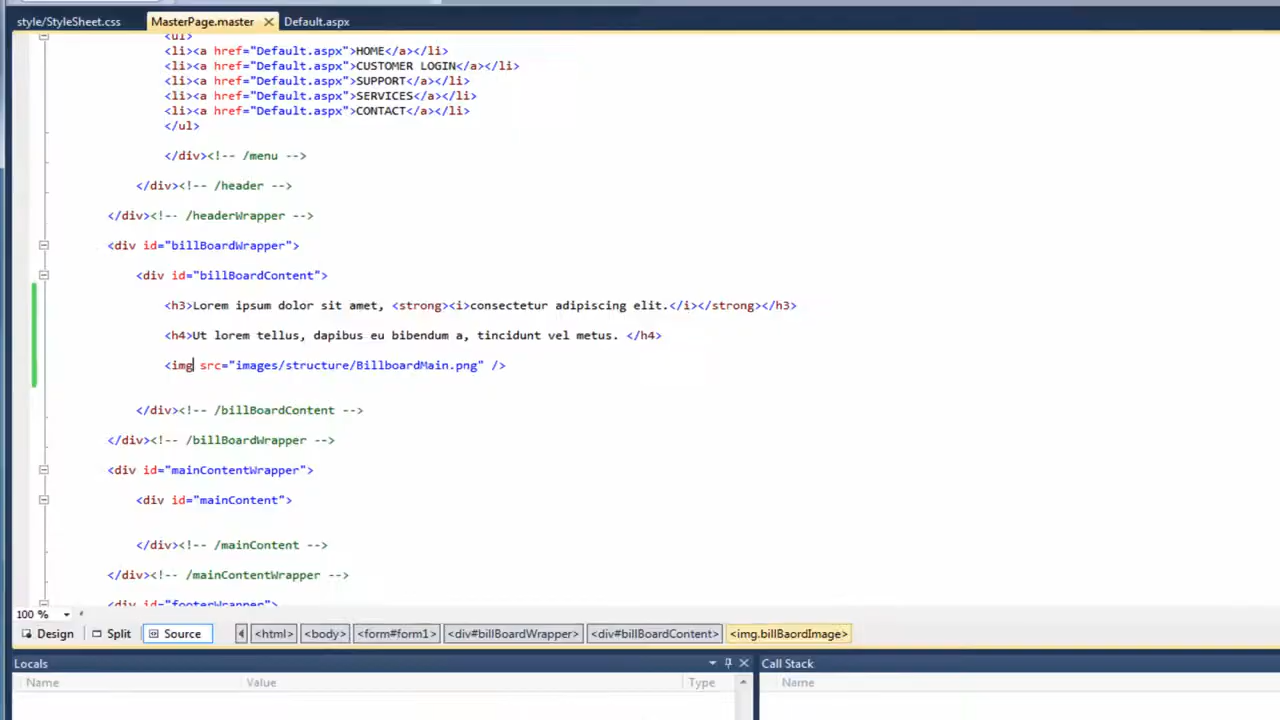 style/StyleSheet.css MasterPage.master Default.aspx
<ul>
<li><a href="Default.aspx">HOME</a></li>
<li><a href="Default.aspx">CUSTOMER LOGIN</a></li>
<li><a href="Default.aspx">SUPPORT</a></li>
<li><a href="Default.aspx">SERVICES</a></li>
<li><a href="Default.aspx">CONTACT</a></li>
</ul>
</div><!-- /menu -->
</div><!-- /header -->
</div><!-- /headerWrapper -->
<div id="billBoardWrapper">
<div id="billBoardContent">
<h3>Lorem ipsum dolor sit amet, <strong><i>consectetur adipiscing elit.</i></strong></h3>
<h4>Ut lorem tellus, dapibus eu bibendum a, tincidunt vel metus. </h4>
<img src="images/structure/BillboardMain.png" />
</div><!-- /billBoardContent -->
</div><!-- /billBoardWrapper -->
<div id="mainContentWrapper">
<div id="mainContent">
</div><!-- /mainContent -->
</div><!-- /mainContentWrapper -->
<div id="footerWrapper">
100 %
Design Split Source <html> <body> <form#form1> <div#billBoardWrapper> <div#billBoardContent> <img.billBaordImage>
Locals Call Stack
Name Value Type Name